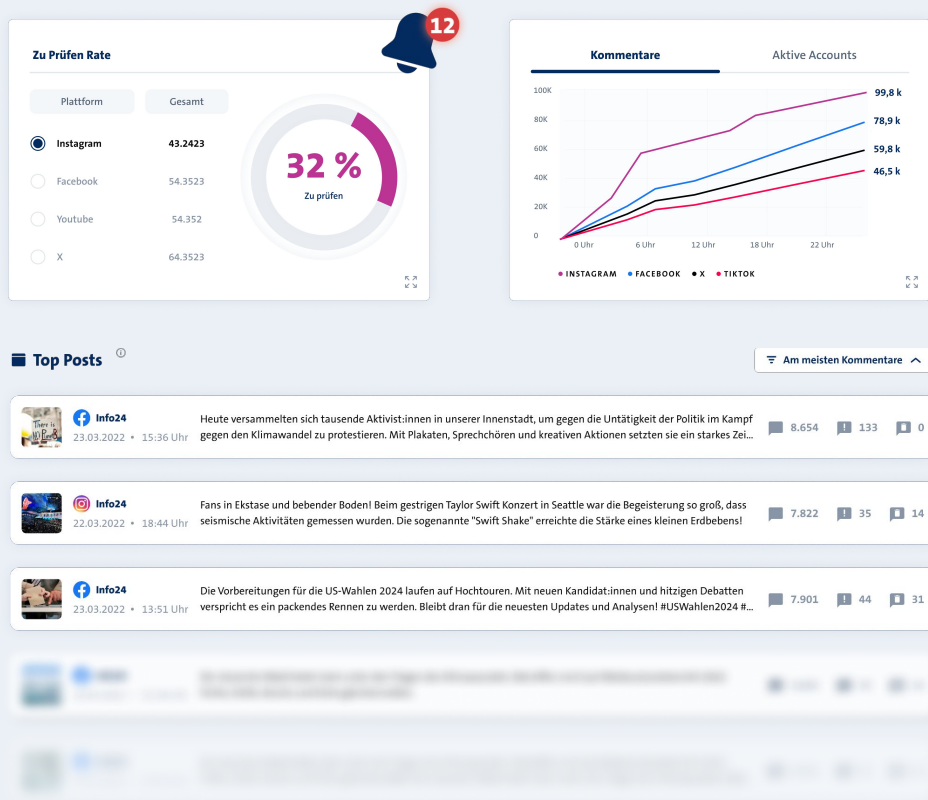 12
Zu Prüfen Rate
Plattform Gesamt
Instagram 43.2423
Facebook 54.3523
Youtube 54.352
X 64.3523
32 %
Zu prüfen
Kommentare Aktive Accounts
100K
80K
60K
40K
20K
0
99,8 k
78,9 k
59,8 k
46,5 k
0 Uhr 6 Uhr 12 Uhr 18 Uhr 22 Uhr
INSTAGRAM FACEBOOK X TIKTOK
Top Posts
Am meisten Kommentare
Info24
23.03.2022 • 15:36 Uhr
Heute versammelten sich tausende Aktivist:innen in unserer Innenstadt, um gegen die Untätigkeit der Politik im Kampf
gegen den Klimawandel zu protestieren. Mit Plakaten, Sprechchören und kreativen Aktionen setzten sie ein starkes Zei...
8.654 133 0
There is
Info24
22.03.2022 • 18:44 Uhr
Fans in Ekstase und bebender Boden! Beim gestrigen Taylor Swift Konzert in Seattle war die Begeisterung so groß, dass
seismische Aktivitäten gemessen wurden. Die sogenannte "Swift Shake" erreichte die Stärke eines kleinen Erdbebens!
7.822 35 14
Info24
23.03.2022 • 13:51 Uhr
Die Vorbereitungen für die US-Wahlen 2024 laufen auf Hochtouren. Mit neuen Kandidat:innen und hitzigen Debatten
verspricht es ein packendes Rennen zu werden. Bleibt dran für die neuesten Updates und Analysen! #USWahlen2024 #...
7.901 44 31